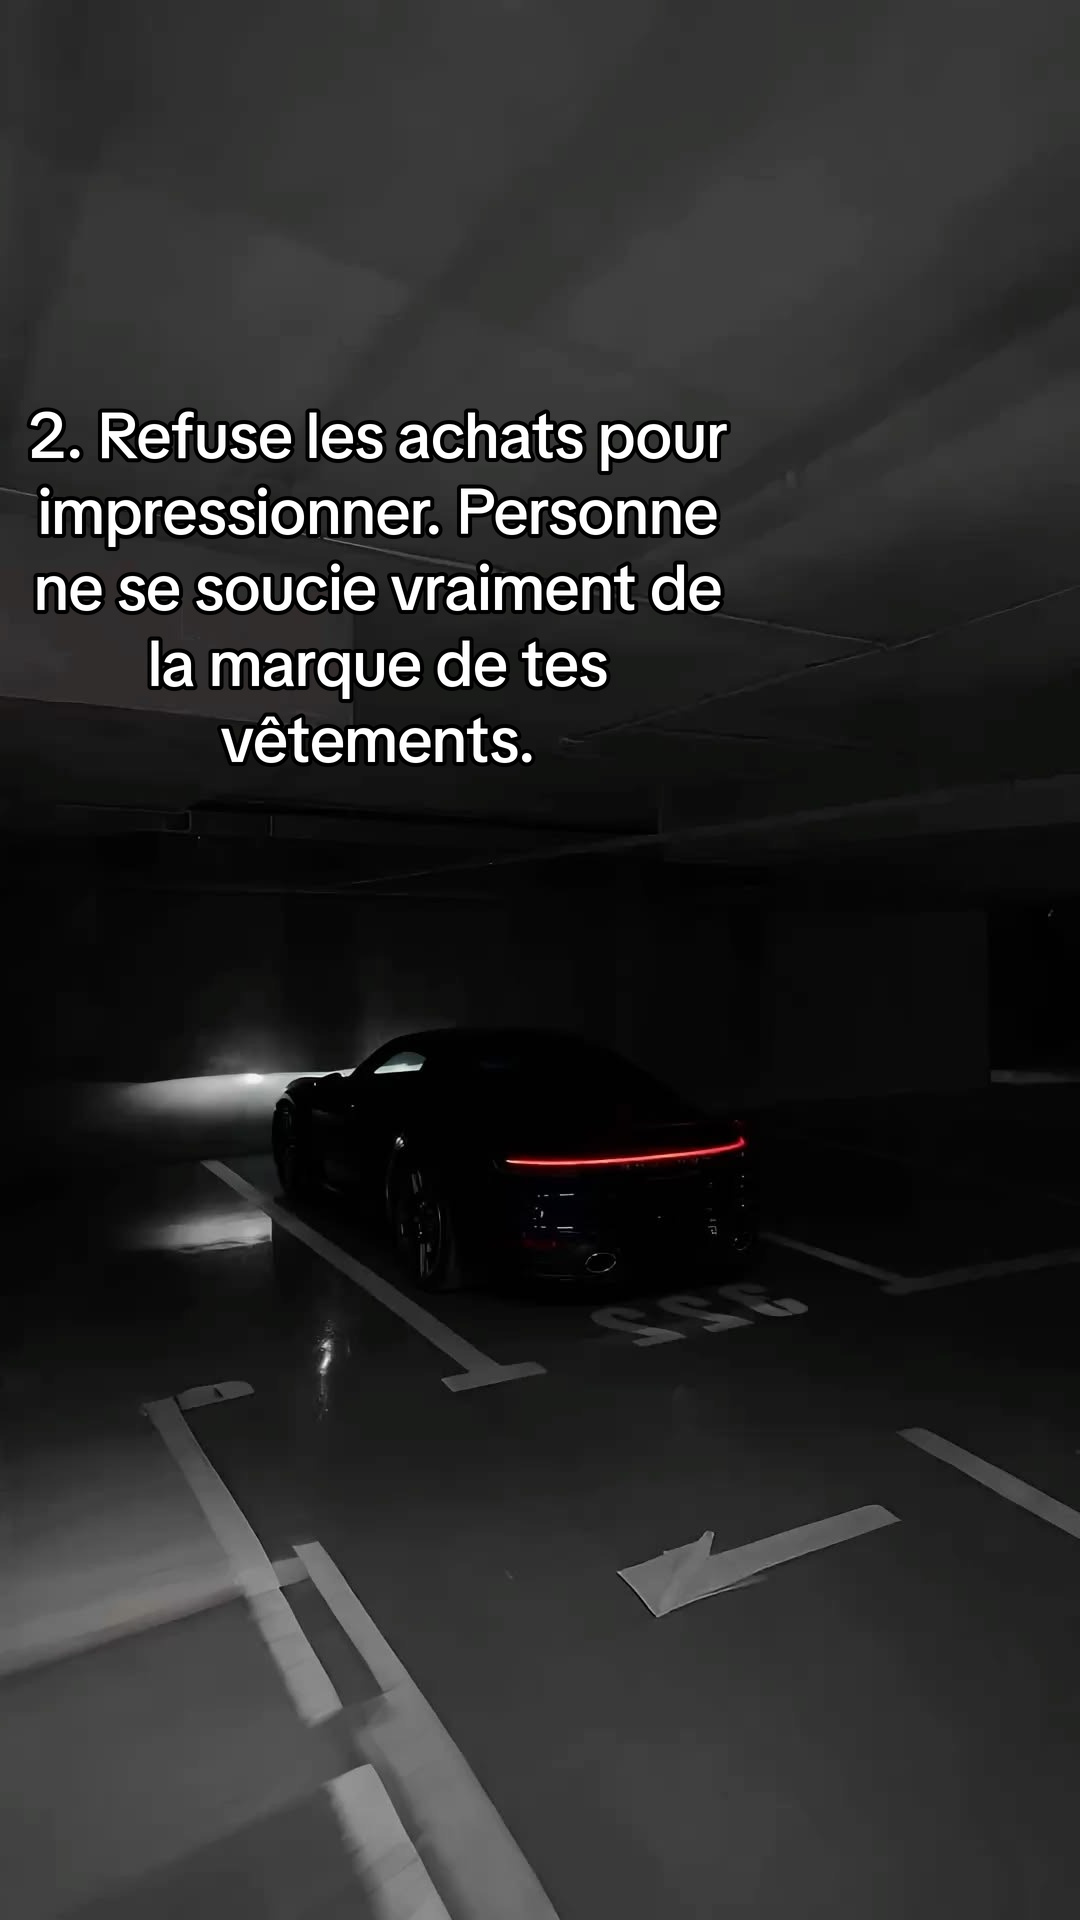 2. Refuse les achats pour
impressionner. Personne
ne se soucie vraiment de
la marque de tes
vêtements.